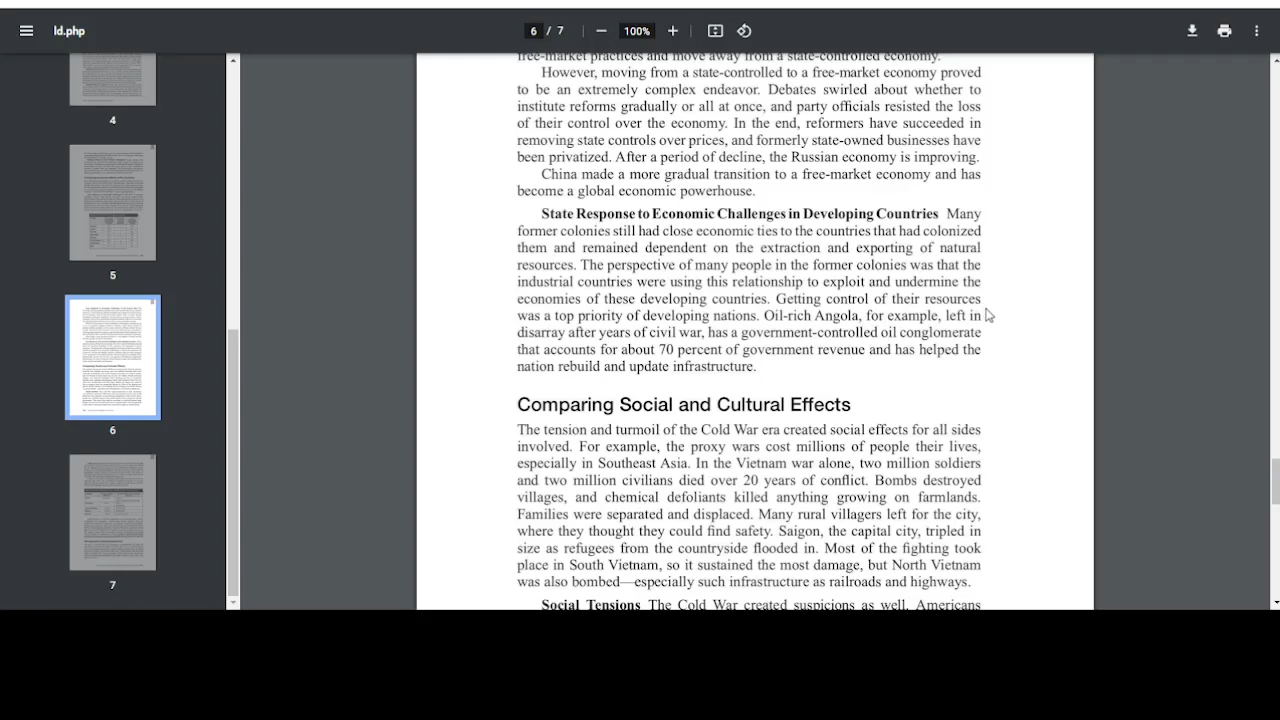 ld.php
6 / 7
100%
4
5
6
7
free-market practices and move away from a state-controlled economy.
However, moving from a state-controlled to a free-market economy proved
to be an extremely complex endeavor. Debates swirled about whether to
institute reforms gradually or all at once, and party officials resisted the loss
of their control over the economy. In the end, reformers have succeeded in
removing state controls over prices, and formerly state-owned businesses have
been privatized. After a period of decline, the Russian economy is improving.
China made a more gradual transition to a free-market economy and has
become a global economic powerhouse.
State Response to Economic Challenges in Developing Countries Many
former colonies still had close economic ties to the countries that had colonized
them and remained dependent on the extraction and exporting of natural
resources. The perspective of many people in the former colonies was that the
industrial countries were using this relationship to exploit and undermine the
economies of these developing countries. Getting control of their resources
was a top priority of developing nations. Oil-rich Angola, for example, left in
disarray after years of civil war, has a government-controlled oil conglomerate
that accounts for about 70 percent of government revenue and has helped the
nation rebuild and update infrastructure.
Comparing Social and Cultural Effects
The tension and turmoil of the Cold War era created social effects for all sides
involved. For example, the proxy wars cost millions of people their lives,
especially in Southeast Asia. In the Vietnam war alone, two million soldiers
and two million civilians died over 20 years of conflict. Bombs destroyed
villages, and chemical defoliants killed anything growing on farmlands.
Families were separated and displaced. Many rural villagers left for the city,
where they thought they could find safety. Saigon, the capital city, tripled in
size as refugees from the countryside flooded in. Most of the fighting took
place in South Vietnam, so it sustained the most damage, but North Vietnam
was also bombed—especially such infrastructure as railroads and highways.
Social Tensions The Cold War created suspicions as well. Americans